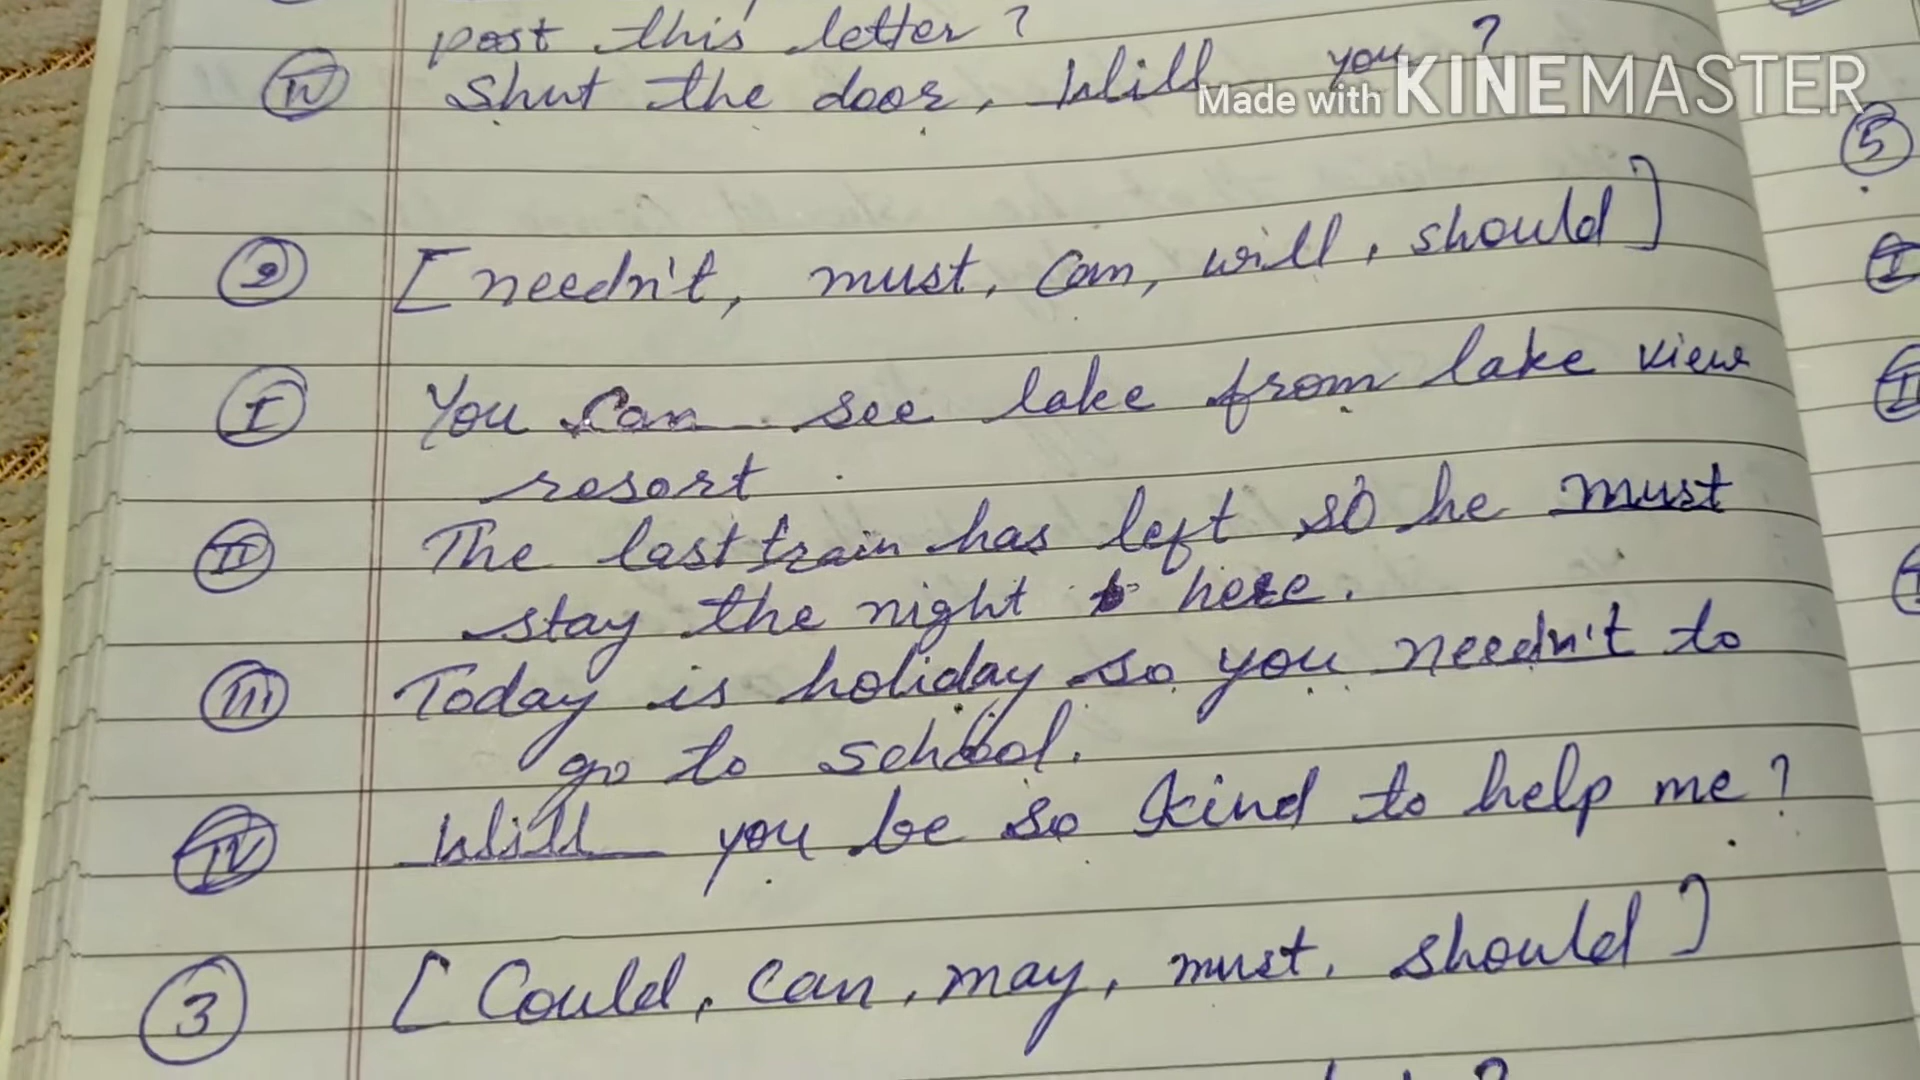 post this letter?
IV Shut the door, Will you?
Made with KINEMASTER
5
2 [needn't, must, can, will, should]
I You can see lake from lake view
resort
II The last train has left so he must
stay the night here.
III Today is holiday so you needn't to
go to school.
IV Will you be so kind to help me?
3 [Could, can, may, must, should]